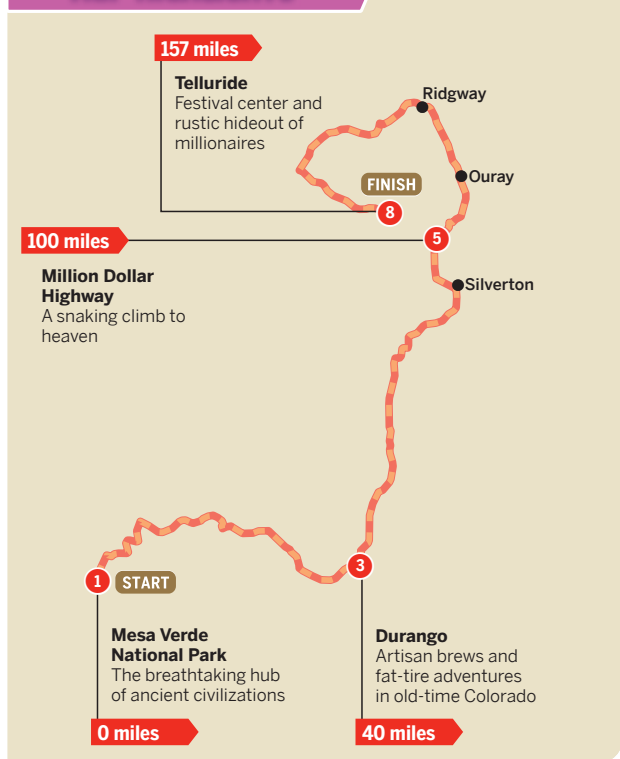 157 miles
Telluride
Festival center and
rustic hideout of
millionaires
Ridgway
FINISH
Ouray
8
100 miles
5
Million Dollar
Highway
A snaking climb to
heaven
Silverton
3
1
START
Mesa Verde
National Park
The breathtaking hub
of ancient civilizations
0 miles
Durango
Artisan brews and
fat-tire adventures
in old-time Colorado
40 miles